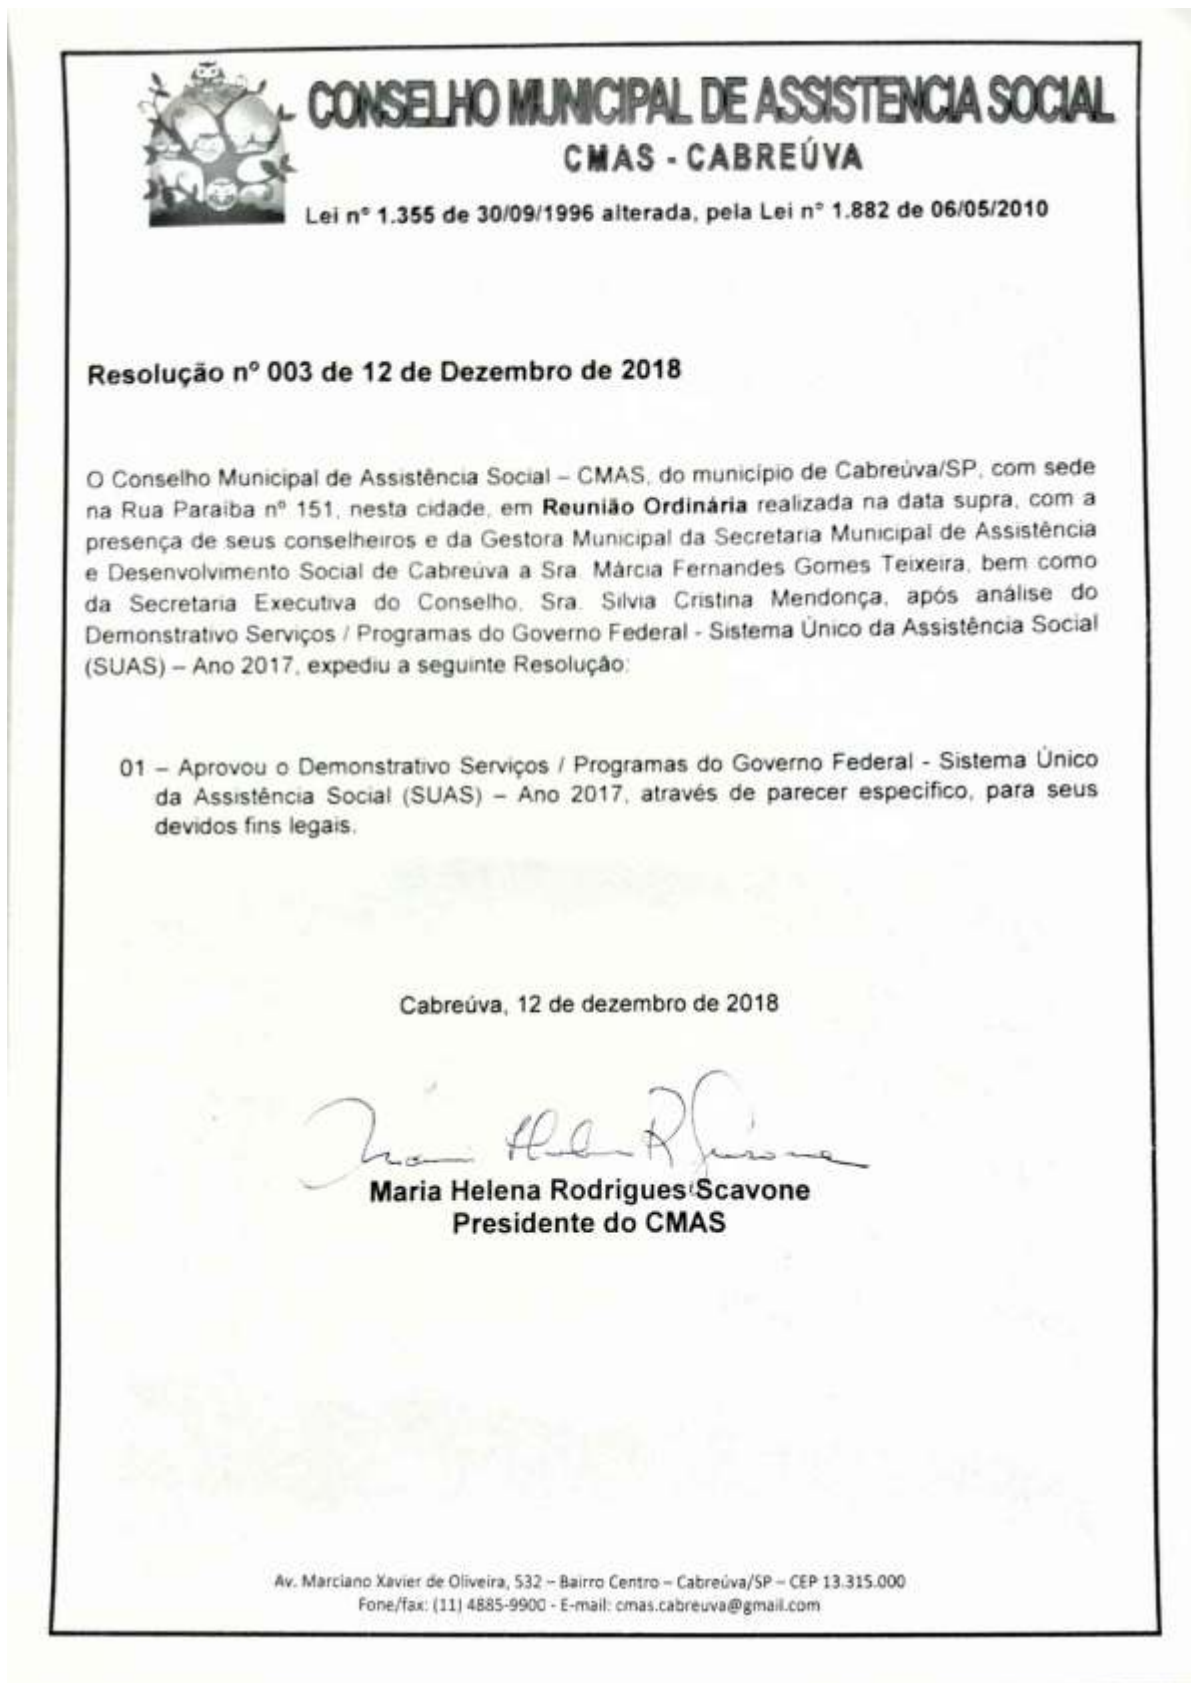 CONSELHO MUNICIPAL DE ASSISTENCIA SOCIAL
CMAS - CABREÚVA
Lei nº 1.355 de 30/09/1996 alterada, pela Lei nº 1.882 de 06/05/2010
Resolução nº 003 de 12 de Dezembro de 2018
O Conselho Municipal de Assistência Social – CMAS, do município de Cabreúva/SP, com sede
na Rua Paraiba nº 151, nesta cidade, em Reunião Ordinária realizada na data supra, com a
presença de seus conselheiros e da Gestora Municipal da Secretaria Municipal de Assistência
e Desenvolvimento Social de Cabreúva a Sra. Márcia Fernandes Gomes Teixeira, bem como
da Secretaria Executiva do Conselho, Sra. Silvia Cristina Mendonça, após análise do
Demonstrativo Serviços / Programas do Governo Federal - Sistema Único da Assistência Social
(SUAS) – Ano 2017, expediu a seguinte Resolução:
01 – Aprovou o Demonstrativo Serviços / Programas do Governo Federal - Sistema Único
da Assistência Social (SUAS) – Ano 2017, através de parecer especifico, para seus
devidos fins legais.
Cabreúva, 12 de dezembro de 2018
Maria Helena R Scavone
Maria Helena Rodrigues Scavone
Presidente do CMAS
Av. Marciano Xavier de Oliveira, 532 – Bairro Centro – Cabreúva/SP – CEP 13.315.000
Fone/fax: (11) 4885-9900 - E-mail: cmas.cabreuva@gmail.com